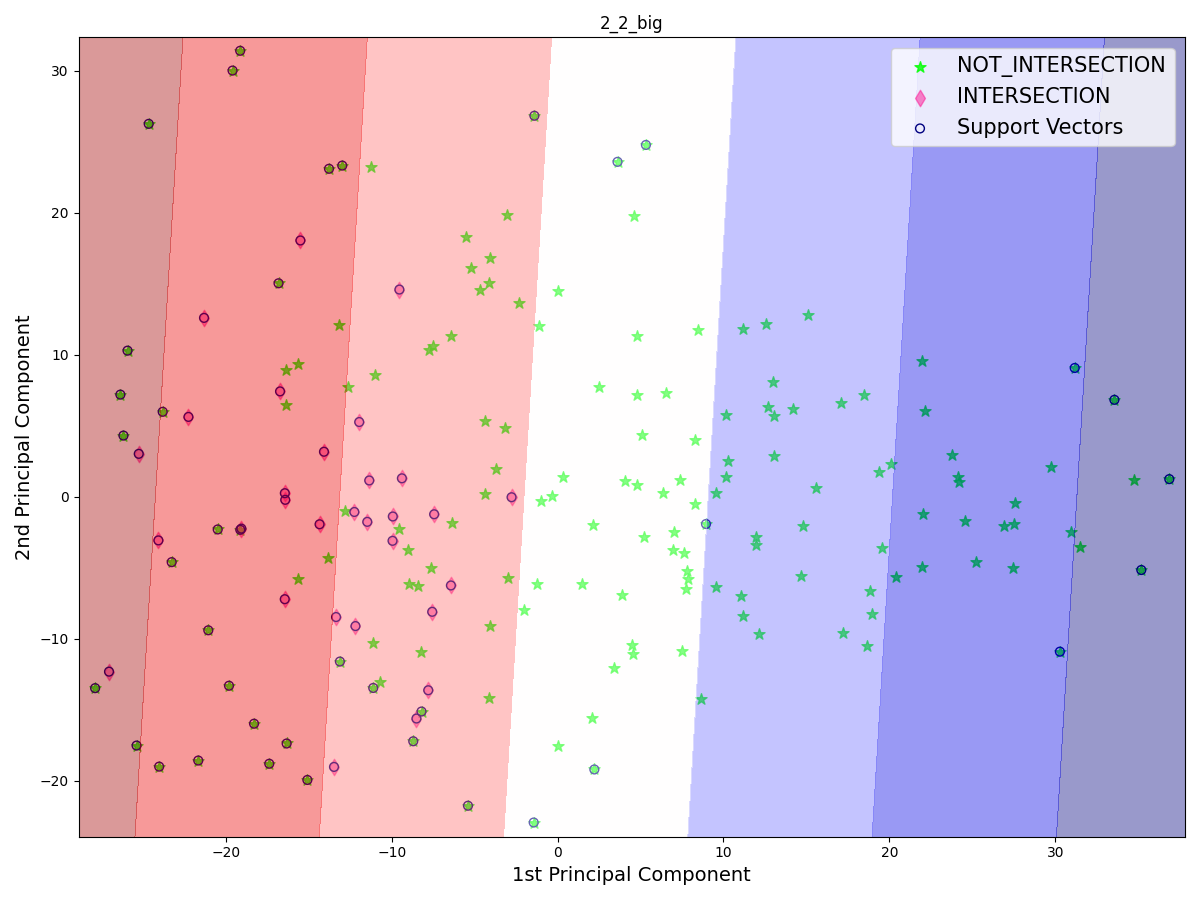 2_2_big
NOT_INTERSECTION
INTERSECTION
Support Vectors
30
20
10
0
−10
−20
2nd Principal Component
−20
−10
0
10
20
30
1st Principal Component